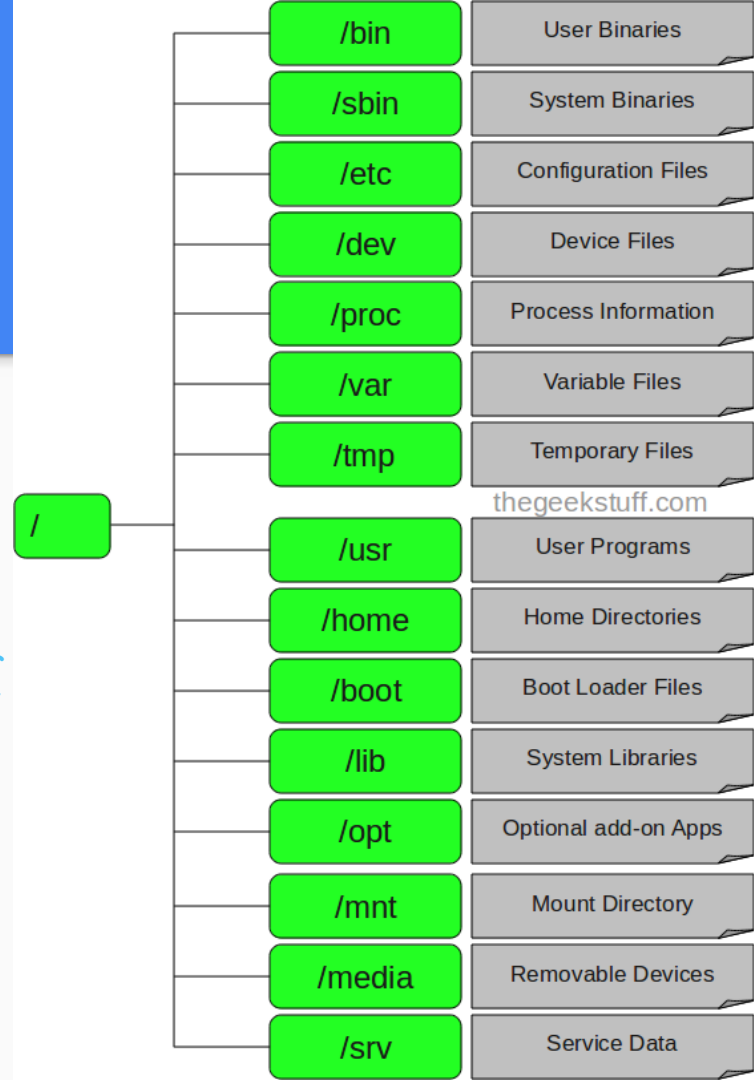 /bin
User Binaries
/sbin
System Binaries
/etc
Configuration Files
/dev
Device Files
/proc
Process Information
/var
Variable Files
/tmp
Temporary Files
thegeekstuff.com
/
/usr
User Programs
/home
Home Directories
/boot
Boot Loader Files
/lib
System Libraries
/opt
Optional add-on Apps
/mnt
Mount Directory
/media
Removable Devices
/srv
Service Data